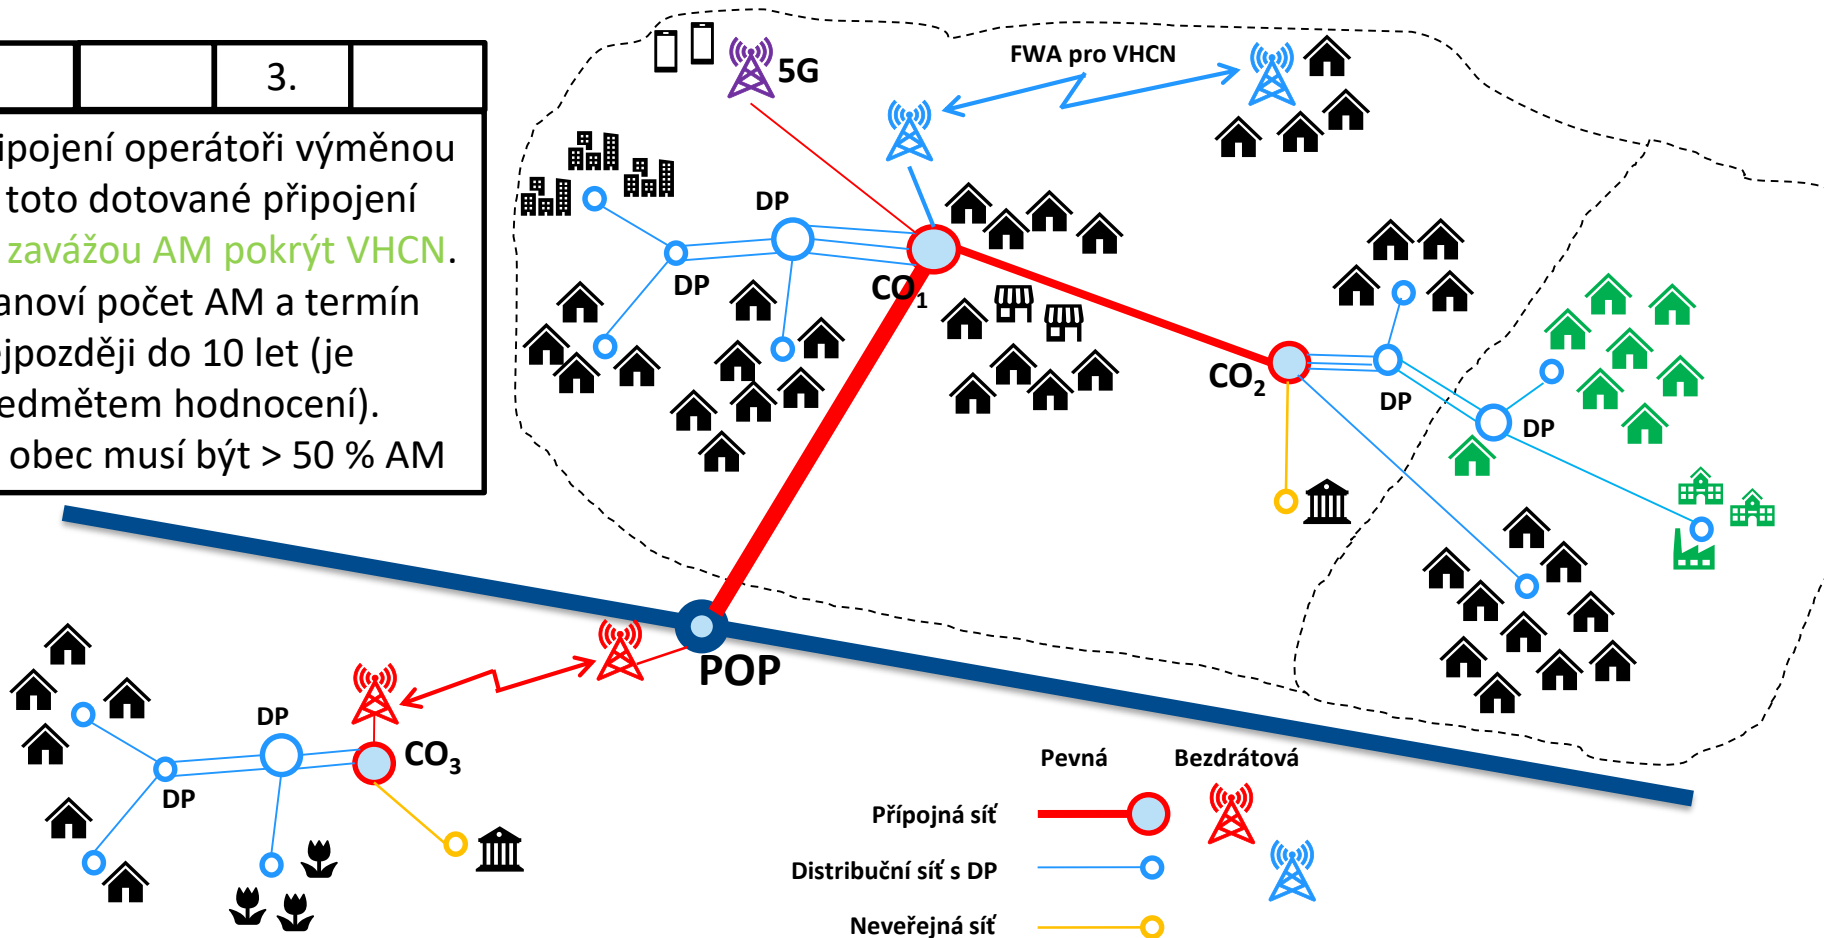 3.
ipojení operátoři výměnou
toto dotované připojení
zavážou AM pokrýt VHCN.
anoví počet AM a termín
ejpozději do 10 let (je
edmětem hodnocení).
obec musí být > 50 % AM
5G
FWA pro VHCN
DP
DP
CO1
CO2
DP
DP
POP
DP
CO3
DP
Pevná Bezdrátová
Přípojná síť
Distribuční síť s DP
Neveřejná síť